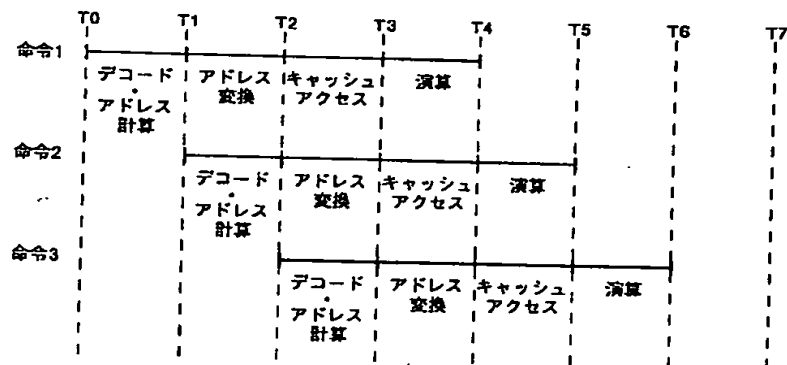 T0 T1 T2 T3 T4 T5 T6 T7
命令1
デコード
・
アドレス
計算
アドレス
変換
キャッシュ
アクセス
演算
命令2
デコード
・
アドレス
計算
アドレス
変換
キャッシュ
アクセス
演算
命令3
デコード
・
アドレス
計算
アドレス
変換
キャッシュ
アクセス
演算